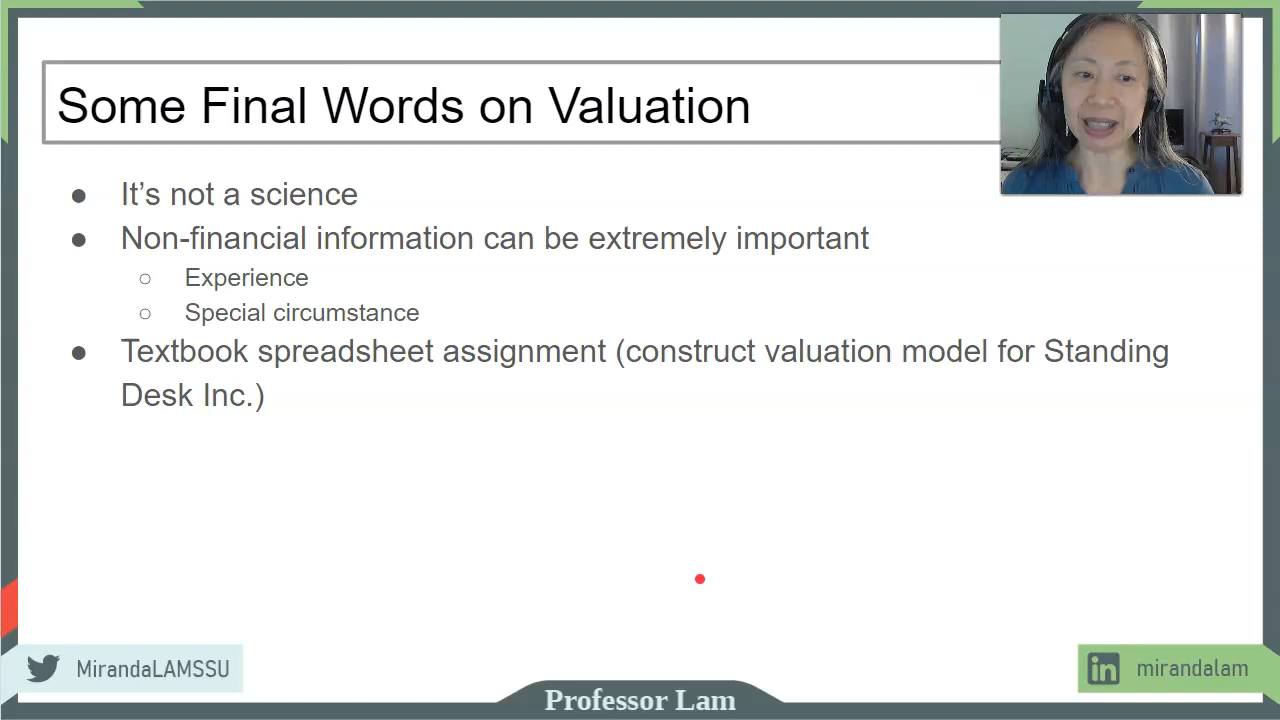 Some Final Words on Valuation
● It’s not a science
● Non-financial information can be extremely important
○ Experience
○ Special circumstance
● Textbook spreadsheet assignment (construct valuation model for Standing
Desk Inc.)
MirandaLAMSSU
in mirandalam
Professor Lam